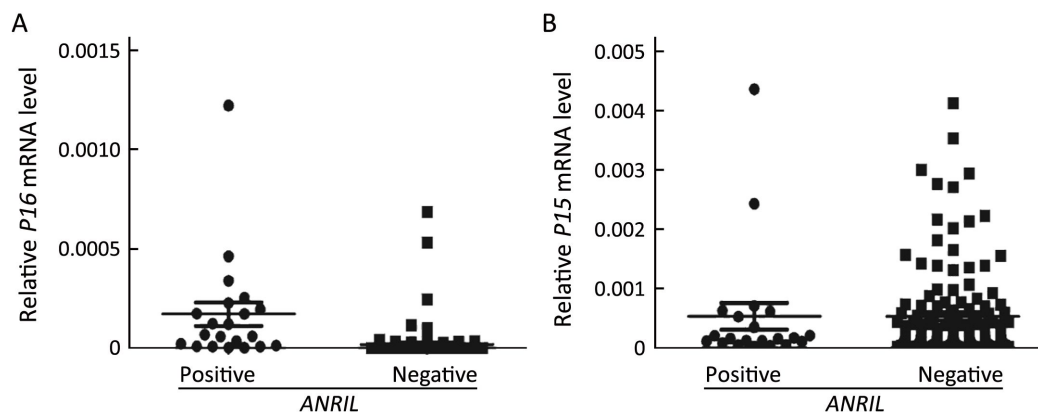 A
Relative P16 mRNA level
0.0015
0.0010
0.0005
0
Positive
Negative
ANRIL
B
Relative P15 mRNA level
0.005
0.004
0.003
0.002
0.001
0
Positive
Negative
ANRIL